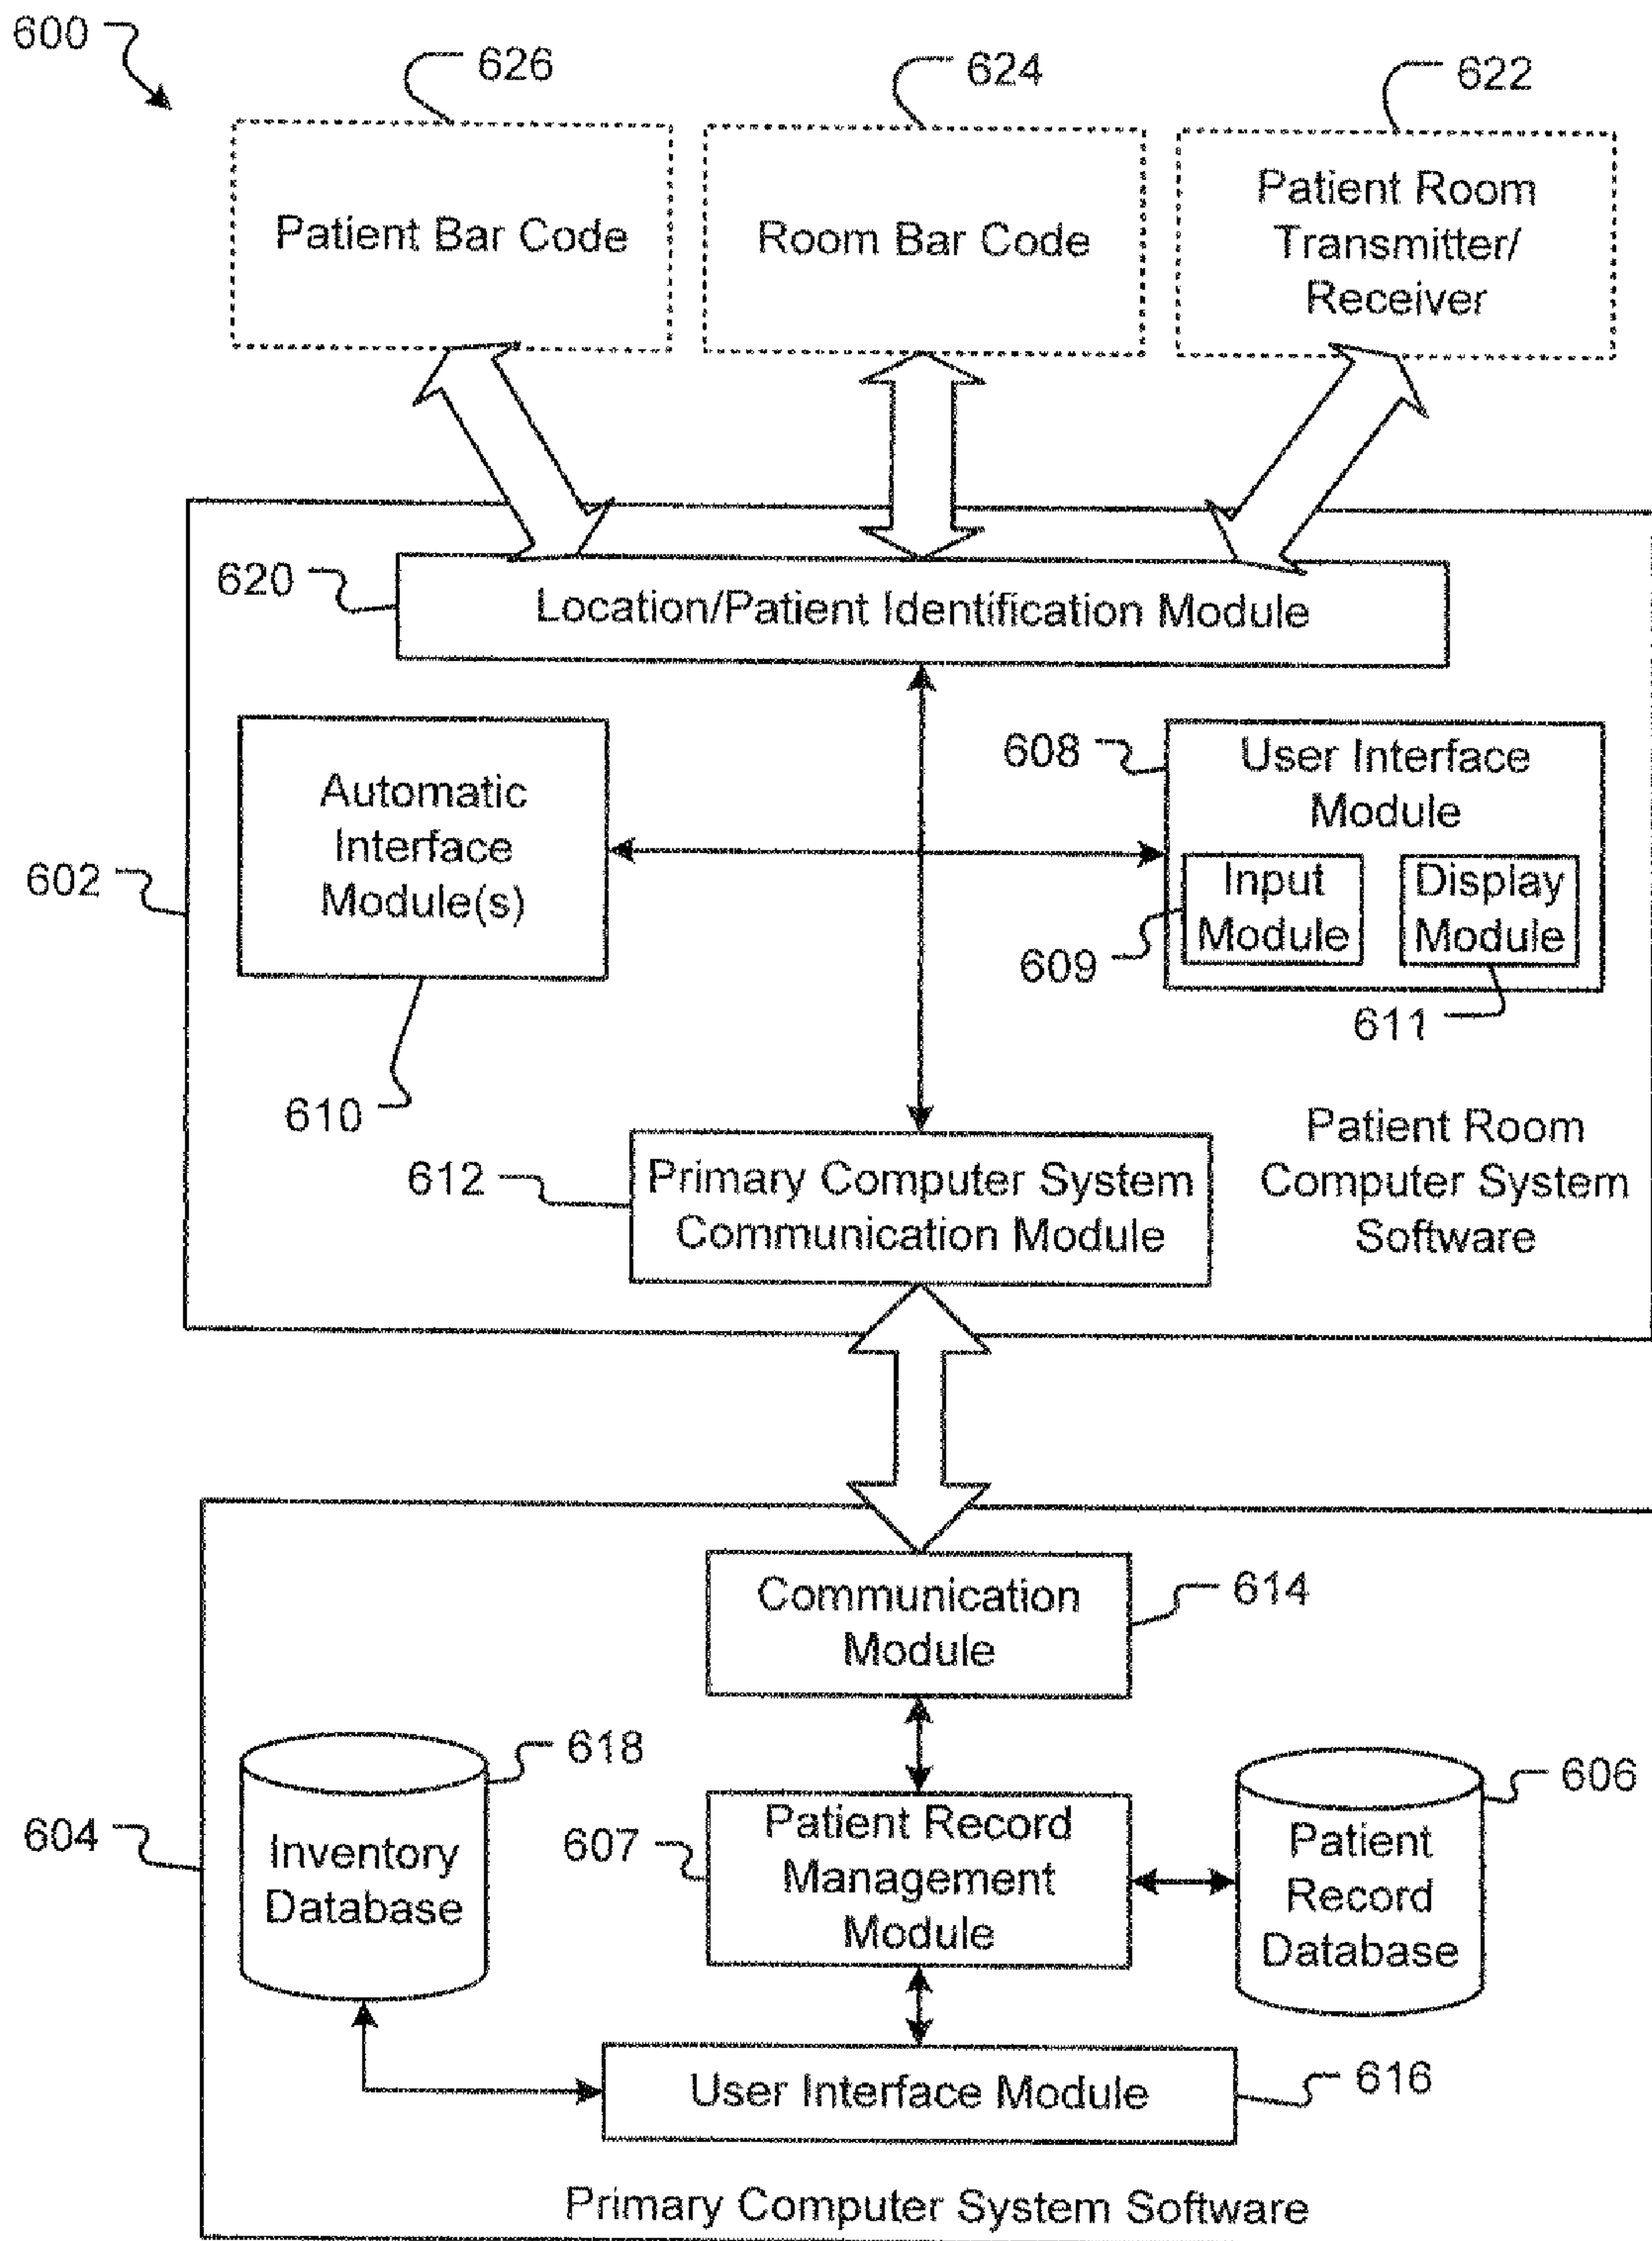 600
626
624
622
Patient Bar Code
Room Bar Code
Patient Room
Transmitter/
Receiver
620
Location/Patient Identification Module
602
Automatic
Interface
Module(s)
610
608
User Interface
Module
Input
Module
609
Display
Module
611
612
Primary Computer System
Communication Module
Patient Room
Computer System
Software
604
Communication
Module
614
618
Inventory
Database
607
Patient Record
Management
Module
606
Patient
Record
Database
User Interface Module
616
Primary Computer System Software